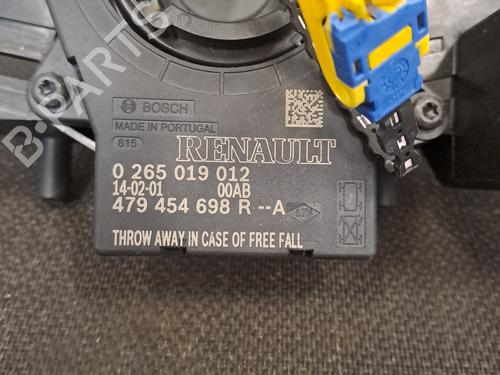 BOSCH
MADE IN PORTUGAL
815
RENAULT
0 265 019 012
14-02-01 00AB
479 454 698 R --A
THROW AWAY IN CASE OF FREE FALL
B-PARTS
B-PARTS